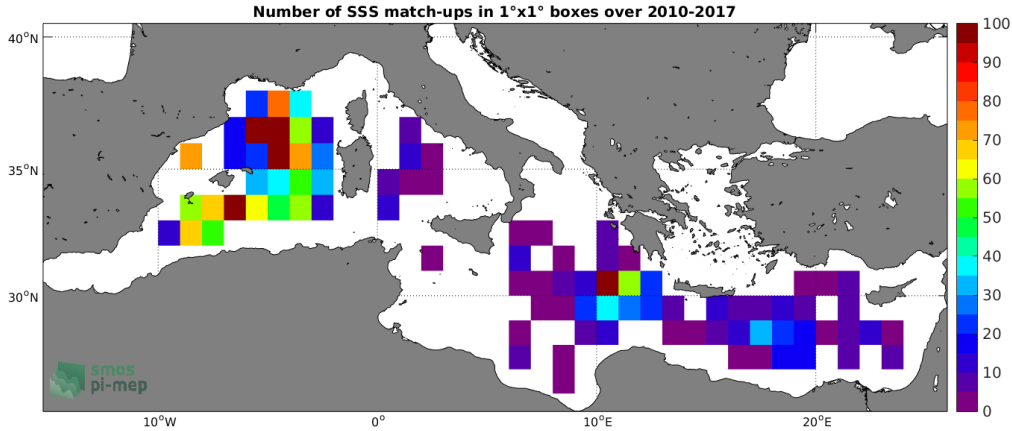 Number of SSS match-ups in 1°x1° boxes over 2010-2017
40°N
35°N
30°N
10°W
0°
10°E
20°E
100
90
80
70
60
50
40
30
20
10
0
smos
pi-mep